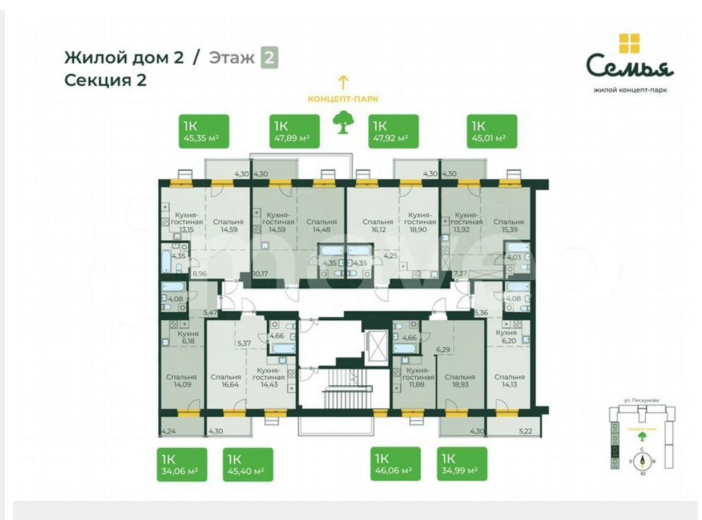 Жилой дом 2 / Этаж 2
Секция 2
Семья
жилой концепт-парк
КОНЦЕПТ-ПАРК
1К
45,35 м²
1К
47,89 м²
1К
47,92 м²
1К
45,01 м²
4,30
4,30
4,30
4,30
Кухня-
гостиная
13,15
Спальня
14,59
Кухня-
гостиная
14,59
Спальня
14,48
Спальня
16,12
Кухня-
гостиная
18,90
Кухня-
гостиная
13,92
Спальня
15,39
4,35
8,96
10,17
4,35
4,35
4,25
7,37
4,03
4,08
5,47
5,36
4,08
Кухня
6,18
5,37
4,66
4,66
6,29
Кухня
6,20
Спальня
14,09
Спальня
16,64
Кухня-
гостиная
14,43
Кухня-
гостиная
11,88
Спальня
18,93
Спальня
14,13
4,24
4,30
4,30
5,22
1К
34,06 м²
1К
45,40 м²
1К
46,06 м²
1К
34,99 м²
ул. Пискунова
КОНЦЕПТ-ПАРК
С
З
В
Ю